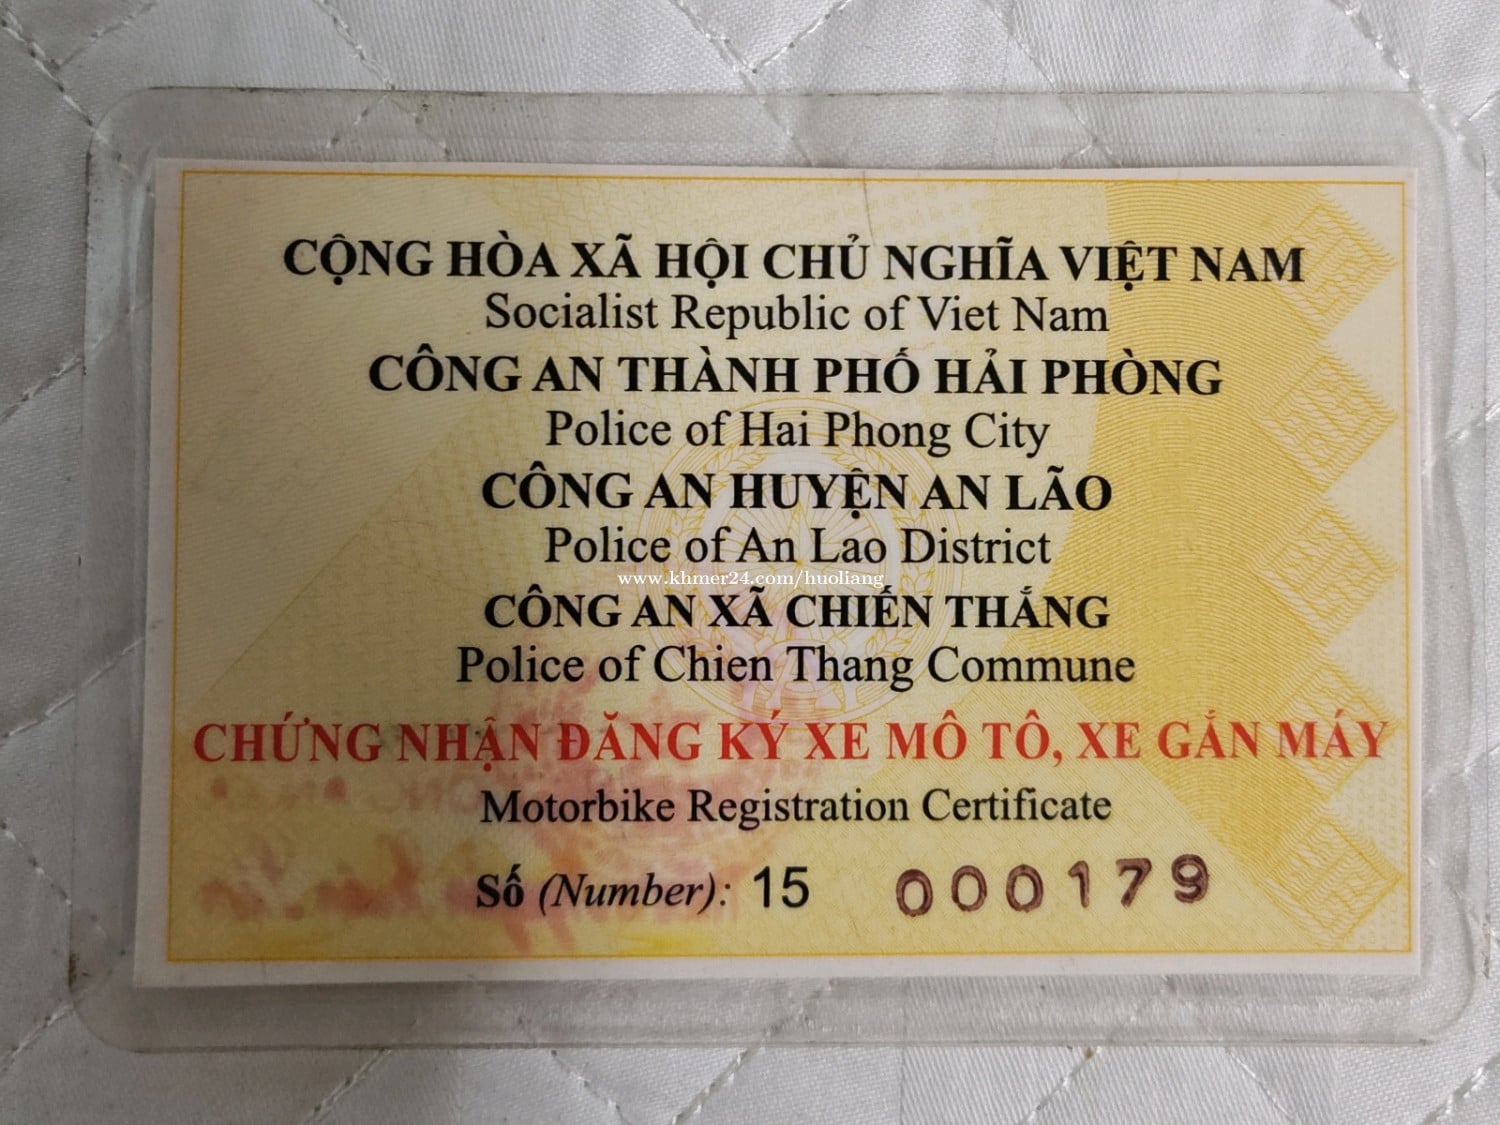 CỘNG HÒA XÃ HỘI CHỦ NGHĨA VIỆT NAM
Socialist Republic of Viet Nam
CÔNG AN THÀNH PHỐ HẢI PHÒNG
Police of Hai Phong City
CÔNG AN HUYỆN AN LÃO
Police of An Lao District
www.khmer24.com/huoliang
CÔNG AN XÃ CHIẾN THẮNG
Police of Chien Thang Commune
CHỨNG NHẬN ĐĂNG KÝ XE MÔ TÔ, XE GẮN MÁY
Motorbike Registration Certificate
Số (Number): 15 000179